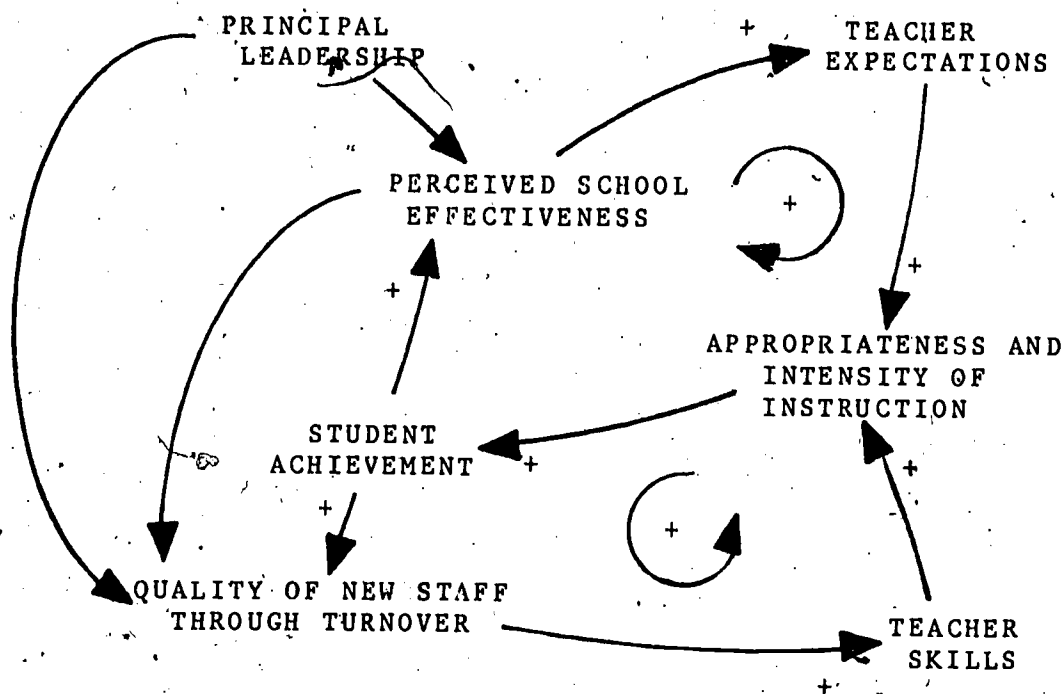 PRINCIPAL
LEADERSHIP
+
TEACHER
EXPECTATIONS
PERCEIVED SCHOOL
EFFECTIVENESS
+
+
+
APPROPRIATENESS AND
INTENSITY OF
INSTRUCTION
STUDENT
ACHIEVEMENT
+
+
+
+
QUALITY OF NEW STAFF
THROUGH TURNOVER
TEACHER
SKILLS
+